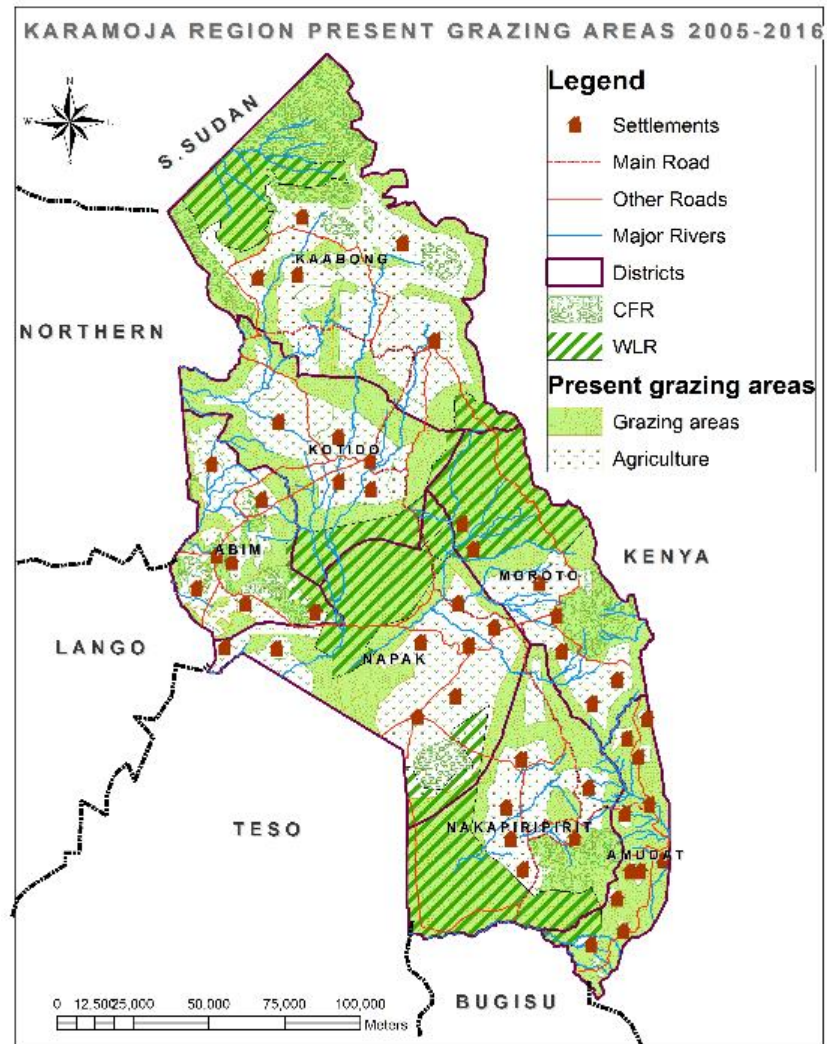 KARAMOJA REGION PRESENT GRAZING AREAS 2005-2016
N
W
E
S
S.SUDAN
Legend
Settlements
Main Road
Other Roads
Major Rivers
Districts
CFR
WLR
Present grazing areas
Grazing areas
Agriculture
KAABONG
NORTHERN
KOTIDO
ABIM
KENYA
MOROTO
LANGO
NAPAK
TESO
NAKAPIRIPIRIT
AMUDAT
BUGISU
0 12,50025,000 50,000 75,000 100,000
Meters